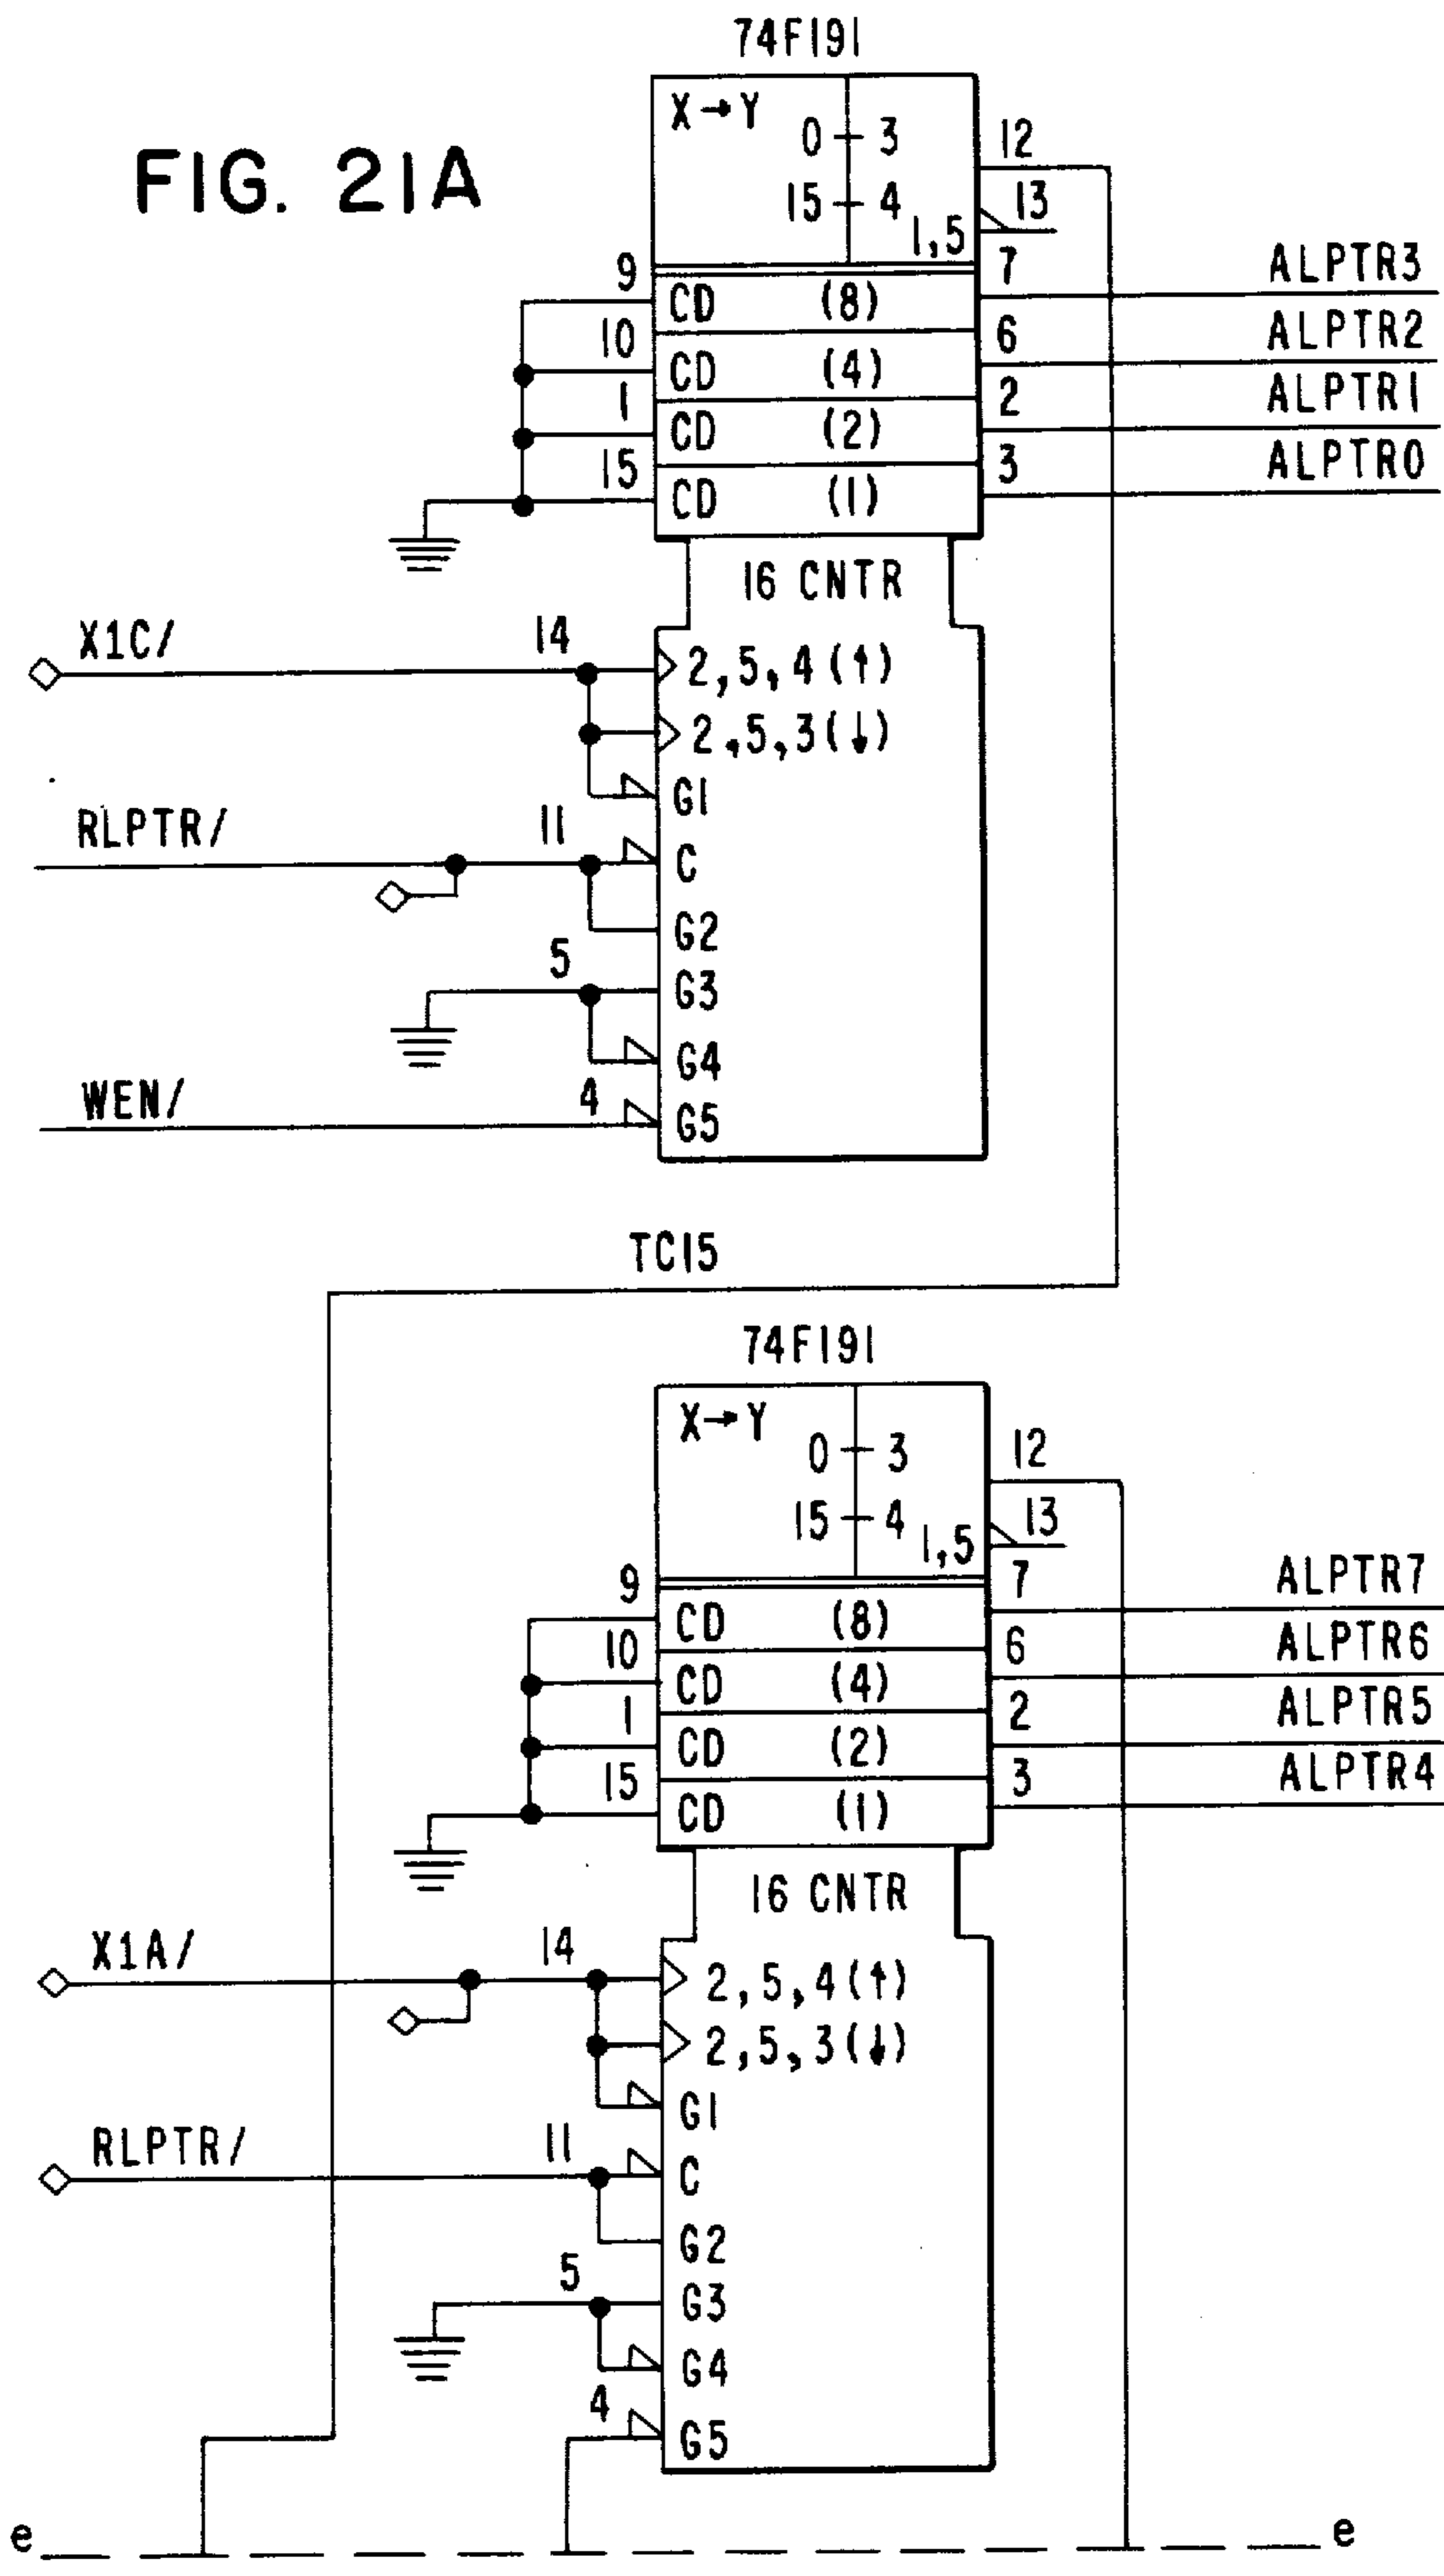 FIG. 21A
74F191
X→Y
0 3
15 4
1,5
12
13
9 CD (8) 7 ALPTR3
10 CD (4) 6 ALPTR2
1 CD (2) 2 ALPTR1
15 CD (1) 3 ALPTR0
16 CNTR
X1C/ 14 2,5,4(↑)
2,5,3(↓)
G1
RLPTR/ 11 C
G2
5 G3
G4
WEN/ 4 G5
TC15
74F191
X→Y
0 3
15 4
1,5
12
13
9 CD (8) 7 ALPTR7
10 CD (4) 6 ALPTR6
1 CD (2) 2 ALPTR5
15 CD (1) 3 ALPTR4
16 CNTR
X1A/ 14 2,5,4(↑)
2,5,3(↓)
G1
RLPTR/ 11 C
G2
5 G3
G4
4 G5
e e